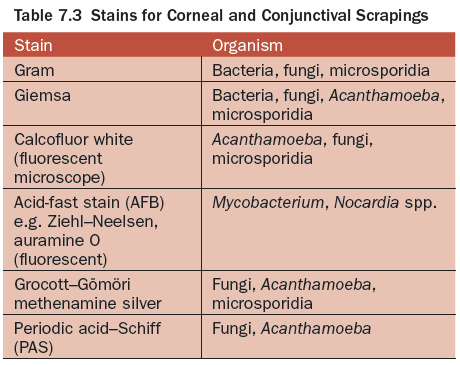 Table 7.3 Stains for Corneal and Conjunctival Scrapings
Stain Organism
Gram Bacteria, fungi, microsporidia
Giemsa Bacteria, fungi, Acanthamoeba,
microsporidia
Calcofluor white Acanthamoeba, fungi,
(fluorescent microsporidia
microscope)
Acid-fast stain (AFB) Mycobacterium, Nocardia spp.
e.g. Ziehl–Neelsen,
auramine O
(fluorescent)
Grocott–Gömöri Fungi, Acanthamoeba,
methenamine silver microsporidia
Periodic acid–Schiff Fungi, Acanthamoeba
(PAS)